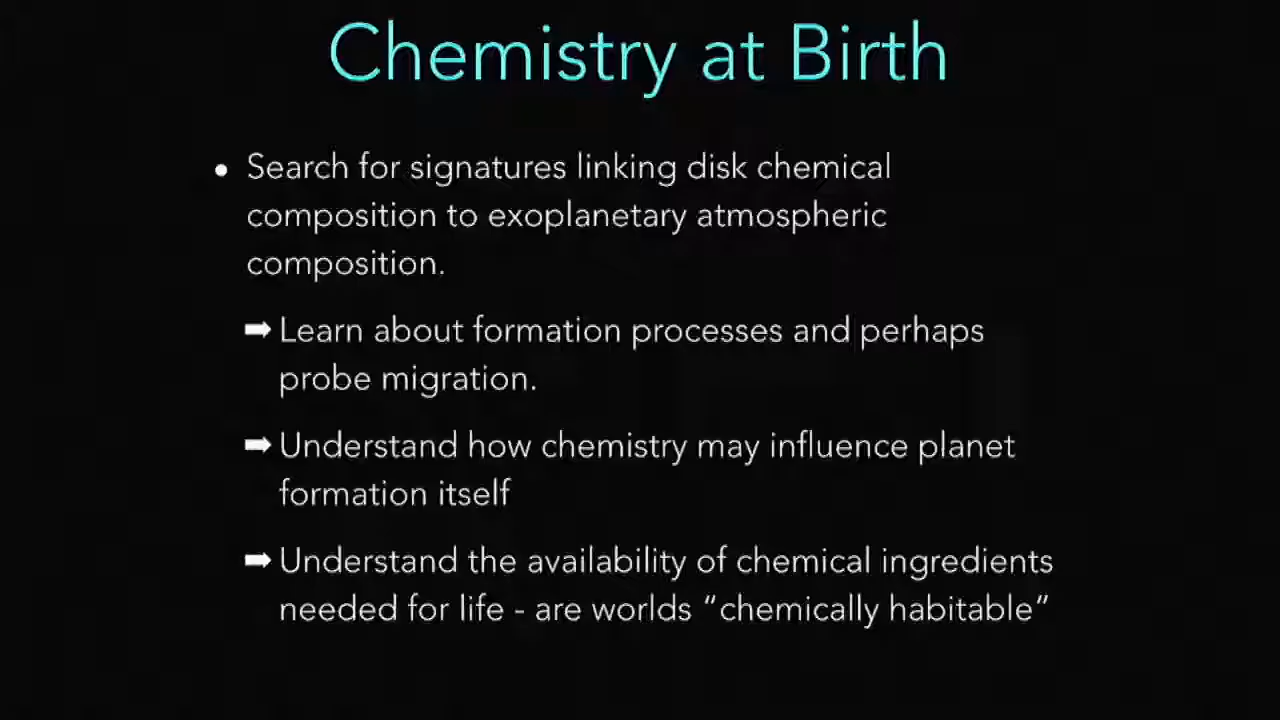 Chemistry at Birth
• Search for signatures linking disk chemical
composition to exoplanetary atmospheric
composition.
➡ Learn about formation processes and perhaps
probe migration.
➡ Understand how chemistry may influence planet
formation itself
➡ Understand the availability of chemical ingredients
needed for life - are worlds “chemically habitable”